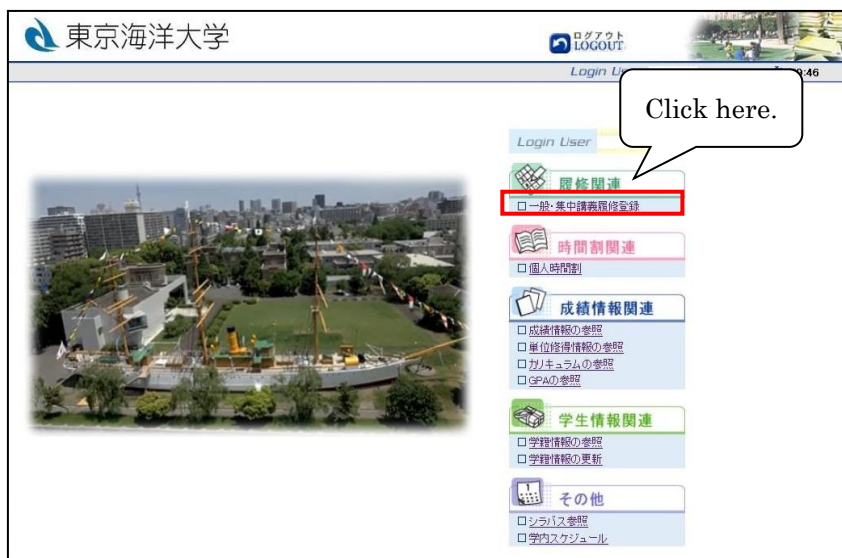 東京海洋大学
ログアウト
LOGOUT
Login
9:46
Click here.
Login User
履修関連
一般・集中講義履修登録
時間割関連
個人時間割
成績情報関連
成績情報の参照
単位修得情報の参照
カリキュラムの参照
GPAの参照
学生情報関連
学籍情報の参照
学籍情報の更新
1
その他
シラバス参照
学内スケジュール